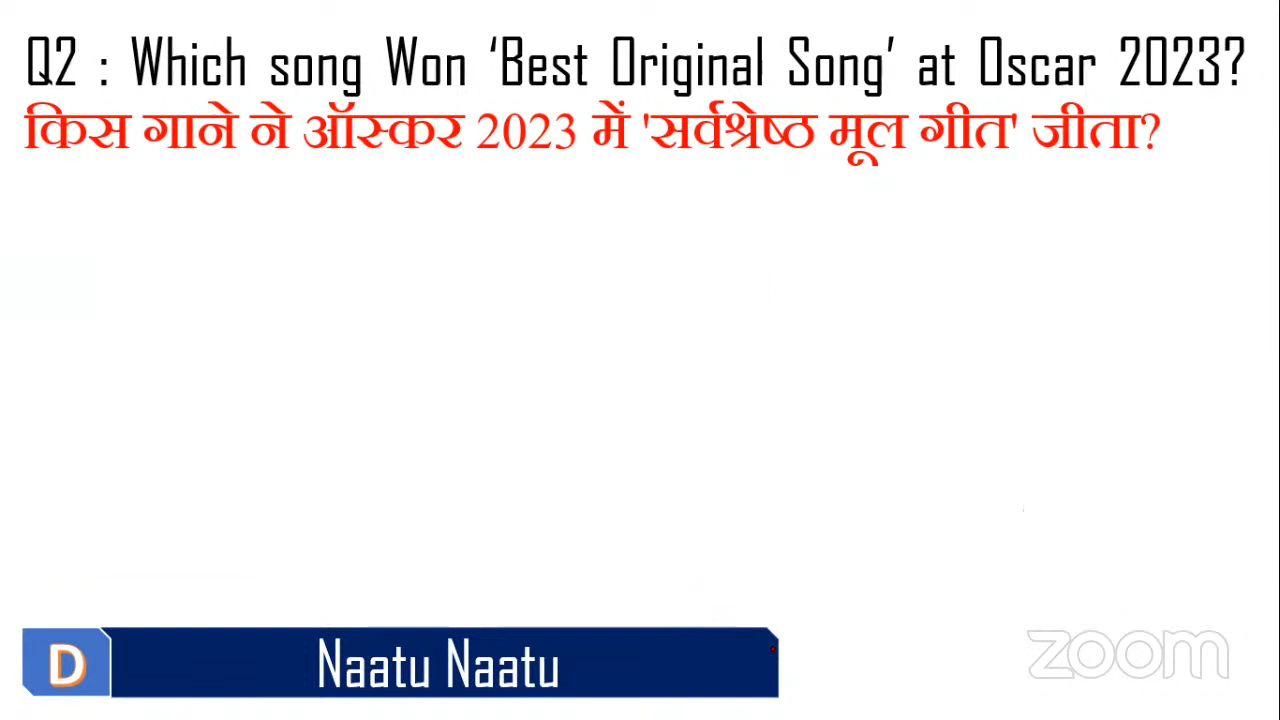 Q2 : Which song Won ‘Best Original Song’ at Oscar 2023?
किस गाने ने ऑस्कर 2023 में 'सर्वश्रेष्ठ मूल गीत' जीता?
D Naatu Naatu
zoom